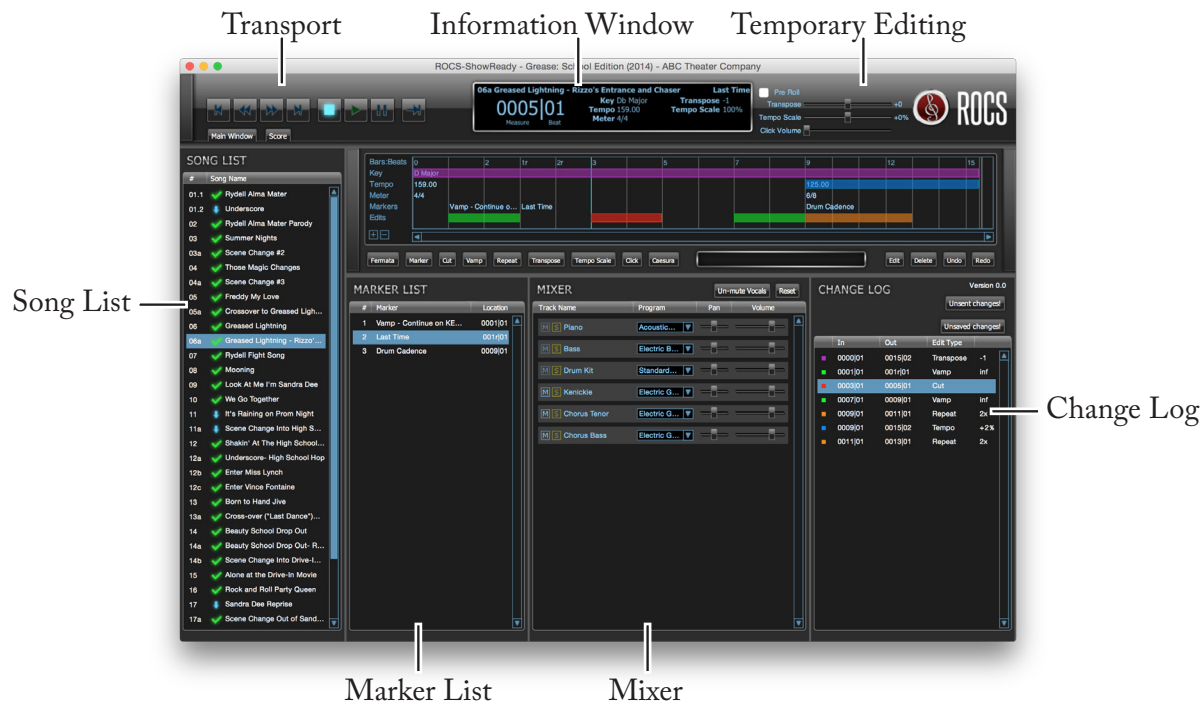 Transport
Information Window
Temporary Editing
ROCS-ShowReady - Grease: School Edition (2014) - ABC Theater Company
06a Greased Lightning - Rizzo's Entrance and Chaser Last Time
0005|01
Measure Beat
Key Db Major Transpose -1
Tempo 159.00 Tempo Scale 100%
Meter 4/4
Pre Roll
Transpose +0
Tempo Scale +0%
Click Volume
ROCS
Main Window Score
SONG LIST
# Song Name
01.1 Rydell Alma Mater
01.2 Underscore
02 Rydell Alma Mater Parody
03 Summer Nights
03a Scene Change #2
04 Those Magic Changes
04a Scene Change #3
05 Freddy My Love
05a Crossover to Greased Ligh...
06 Greased Lightning
06a Greased Lightning - Rizzo'...
07 Rydell Fight Song
08 Mooning
09 Look At Me I'm Sandra Dee
10 We Go Together
11 It's Raining on Prom Night
11a Scene Change Into High S...
12 Shakin' At The High School...
12a Underscore- High School Hop
12b Enter Miss Lynch
12c Enter Vince Fontaine
13 Born to Hand Jive
13a Cross-over ("Last Dance")...
14 Beauty School Drop Out
14a Beauty School Drop Out- R...
14b Scene Change Into Drive-I...
15 Alone at the Drive-In Movie
16 Rock and Roll Party Queen
17 Sandra Dee Reprise
17a Scene Change Out of Sand...
Bars:Beats 0 2 1r 2r 3 5 7 9 12 15
Key D Major
Tempo 159.00 125.00
Meter 4/4 6/8
Markers Vamp - Continue o... Last Time Drum Cadence
Edits
Fermata Marker Cut Vamp Repeat Transpose Tempo Scale Click Caesura Edit Delete Undo Redo
MARKER LIST
# Marker Location
1 Vamp - Continue on KE... 0001|01
2 Last Time 001r|01
3 Drum Cadence 0009|01
MIXER Un-mute Vocals Reset
Track Name Program Pan Volume
M S Piano Acoustic...
M S Bass Electric B...
M S Drum Kit Standard...
M S Kenickie Electric G...
M S Chorus Tenor Electric G...
M S Chorus Bass Electric G...
CHANGE LOG Version 0.0
Unsent changes!
Unsaved changes!
In Out Edit Type
0000|01 0015|02 Transpose -1
0001|01 001r|01 Vamp inf
0003|01 0005|01 Cut
0007|01 0009|01 Vamp inf
0009|01 0011|01 Repeat 2x
0009|01 0015|02 Tempo +2%
0011|01 0013|01 Repeat 2x
Song List
Change Log
Marker List
Mixer